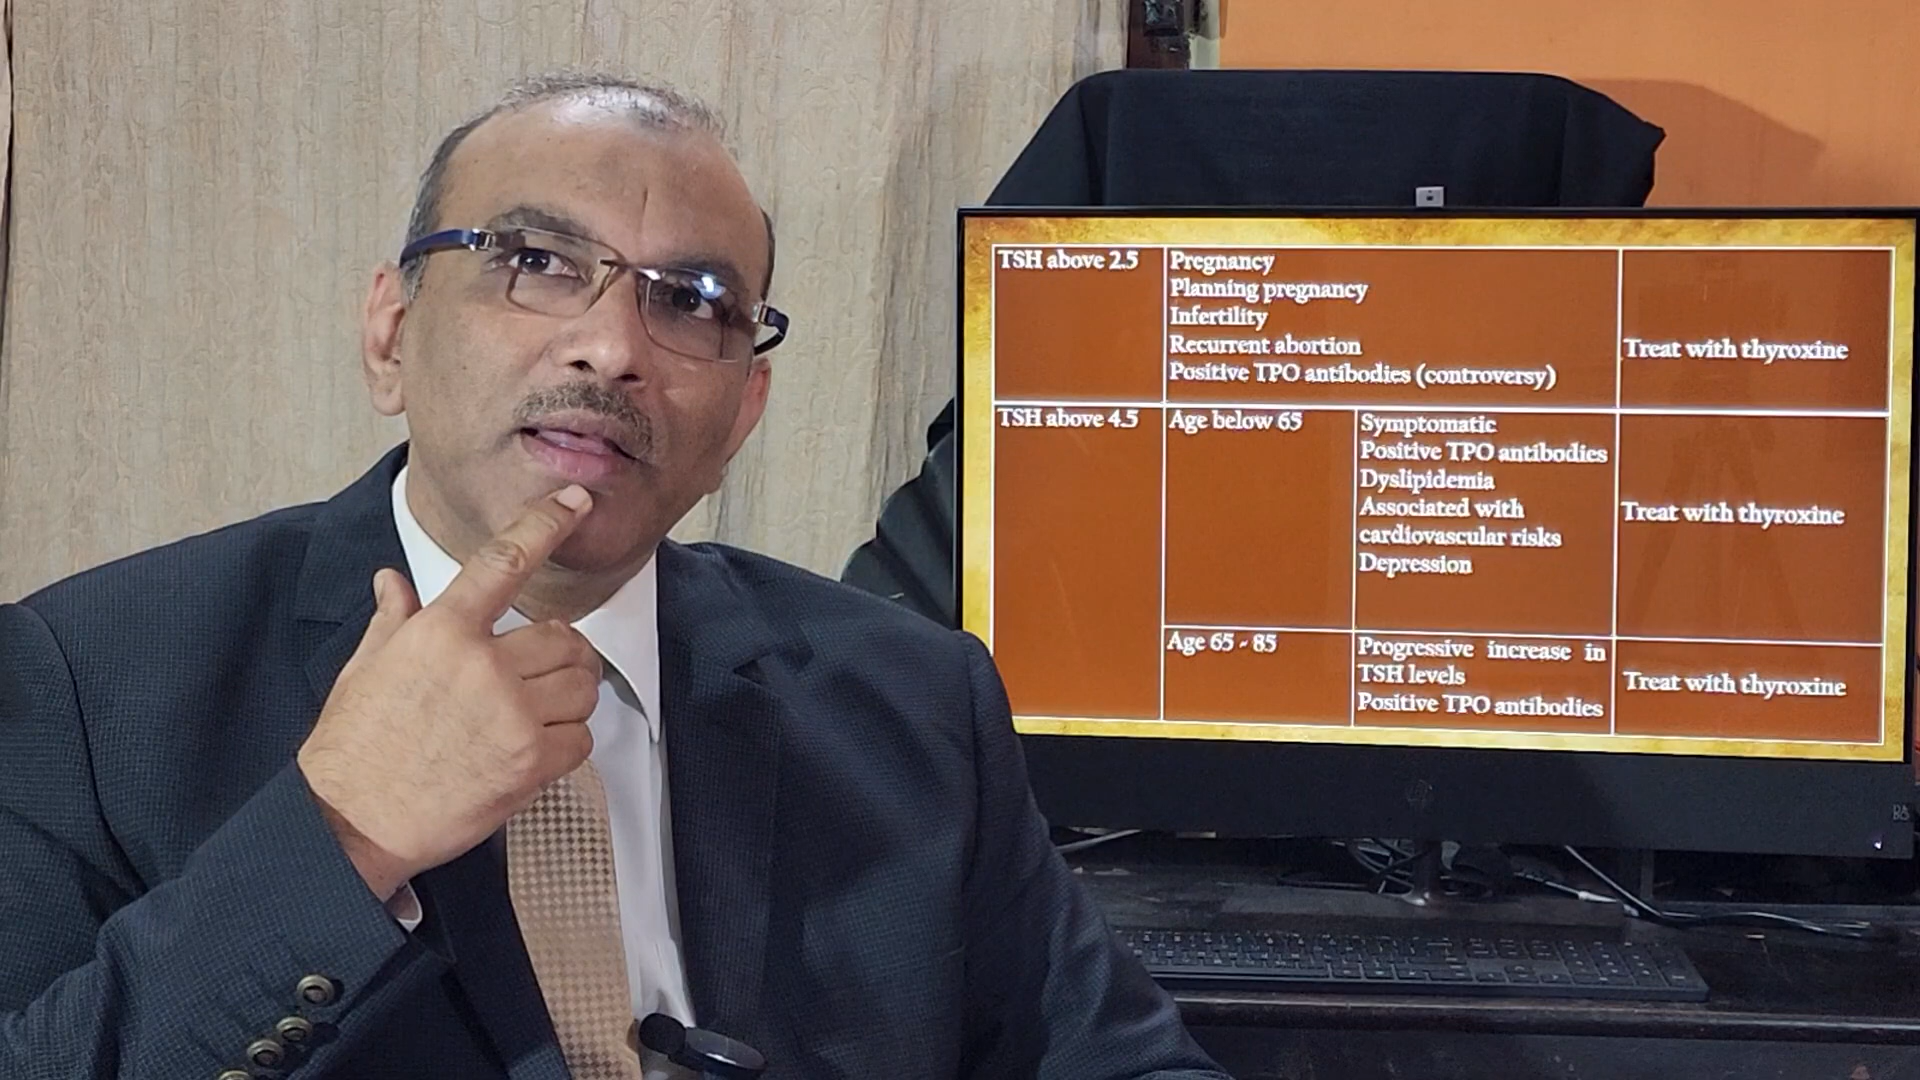 TSH above 2.5
Pregnancy
Planning pregnancy
Infertility
Recurrent abortion
Positive TPO antibodies (controversy)
Treat with thyroxine
TSH above 4.5
Age below 65
Symptomatic
Positive TPO antibodies
Dyslipidemia
Associated with
cardiovascular risks
Depression
Treat with thyroxine
Age 65 - 85
Progressive increase in
TSH levels
Positive TPO antibodies
Treat with thyroxine